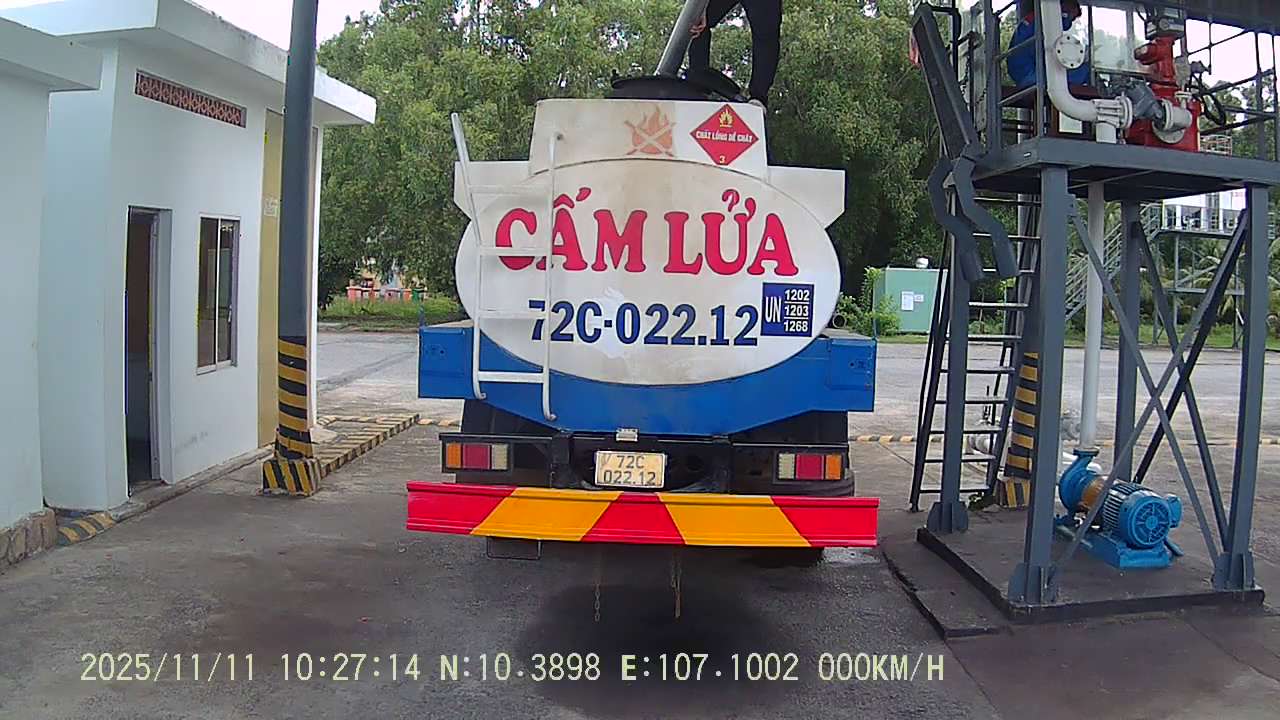 CHẤT LỎNG DỄ CHÁY
3
CẤM LỬA
72C-022.12
UN
1202
1203
1268
72C
022.12
2025/11/11 10:27:14 N:10.3898 E:107.1002 000KM/H